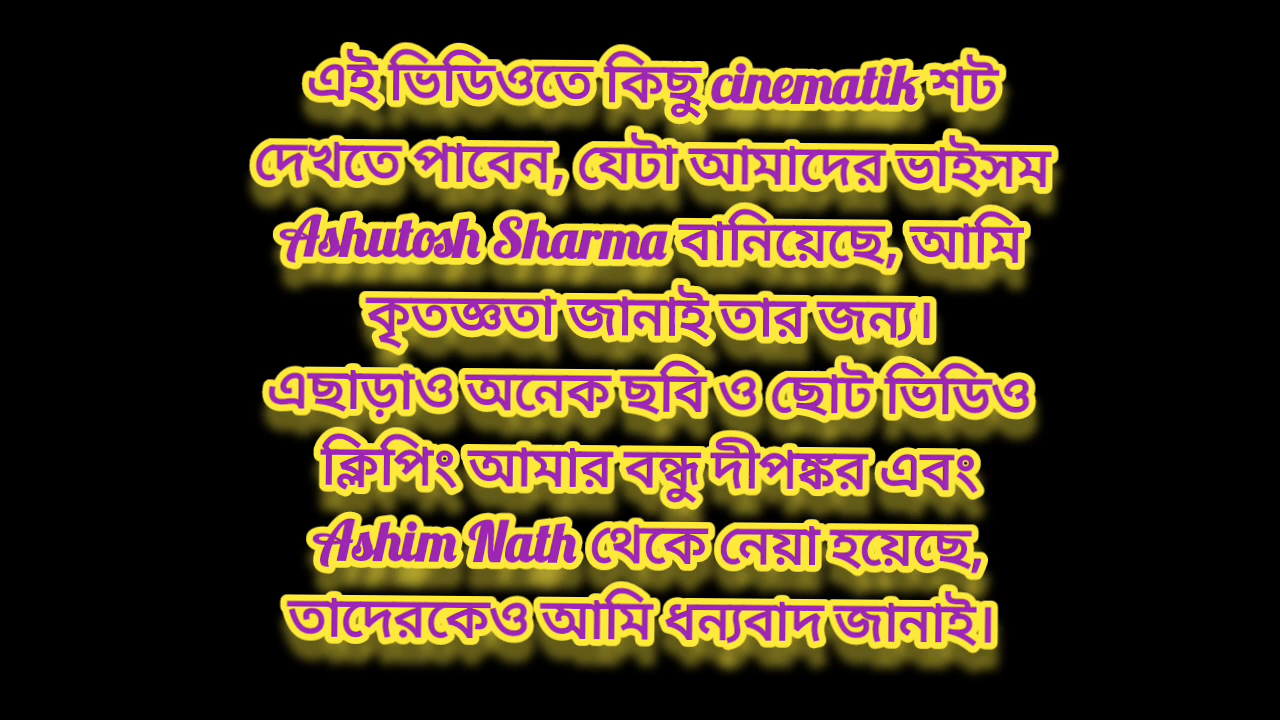 এই ভিডিওতে কিছু cinematik শট
দেখতে পাবেন, যেটা আমাদের ভাইসম
Ashutosh Sharma বানিয়েছে, আমি
কৃতজ্ঞতা জানাই তার জন্য।
এছাড়াও অনেক ছবি ও ছোট ভিডিও
ক্লিপিং আমার বন্ধু দীপঙ্কর এবং
Ashim Nath থেকে নেয়া হয়েছে,
তাদেরকেও আমি ধন্যবাদ জানাই।